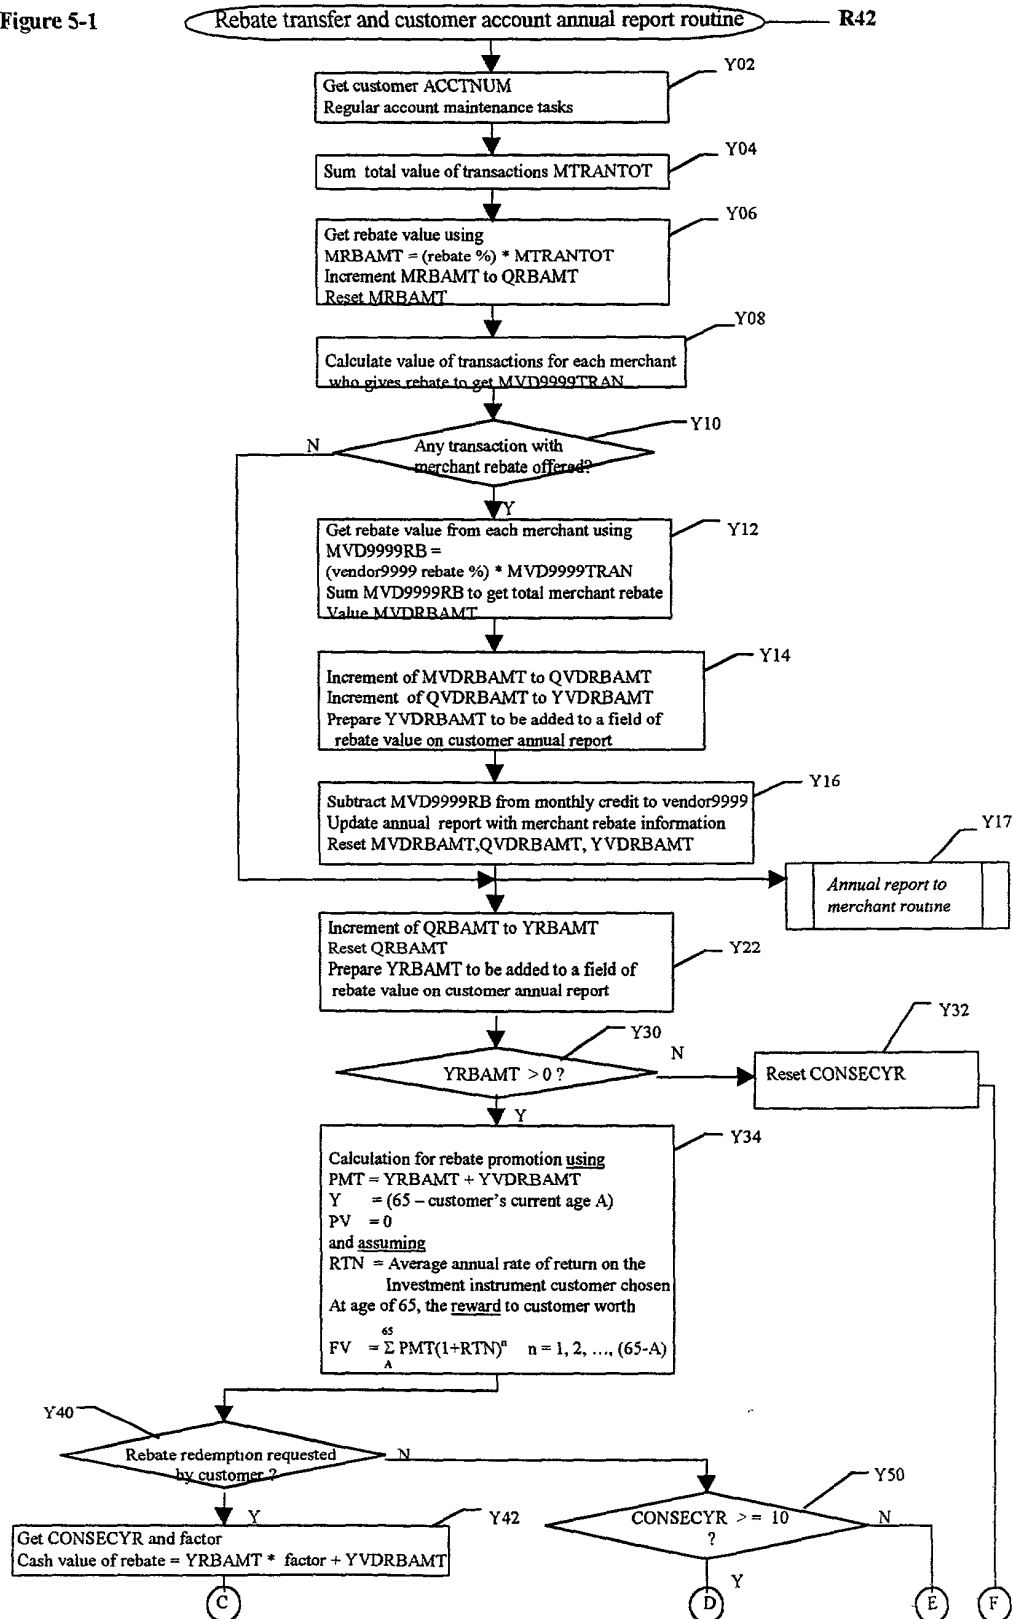 Figure 5-1
Rebate transfer and customer account annual report routine
R42
Y02
Get customer ACCTNUM
Regular account maintenance tasks
Y04
Sum total value of transactions MTRANTOT
Y06
Get rebate value using
MRBAMT = (rebate %) * MTRANTOT
Increment MRBAMT to QRBAMT
Reset MRBAMT
Y08
Calculate value of transactions for each merchant
who gives rebate to get MVD9999TRAN
Y10
N
Any transaction with
merchant rebate offered?
Y
Y12
Get rebate value from each merchant using
MVD9999RB =
(vendor9999 rebate %) * MVD9999TRAN
Sum MVD9999RB to get total merchant rebate
Value MVDRBAMT
Y14
Increment of MVDRBAMT to QVDRBAMT
Increment of QVDRBAMT to YVDRBAMT
Prepare YVDRBAMT to be added to a field of
rebate value on customer annual report
Y16
Subtract MVD9999RB from monthly credit to vendor9999
Update annual report with merchant rebate information
Reset MVDRBAMT,QVDRBAMT, YVDRBAMT
Y17
Annual report to
merchant routine
Increment of QRBAMT to YRBAMT
Reset QRBAMT
Prepare YRBAMT to be added to a field of
rebate value on customer annual report
Y22
Y30
YRBAMT > 0 ?
N
Y32
Reset CONSECYR
Y
Y34
Calculation for rebate promotion using
PMT = YRBAMT + YVDRBAMT
Y = (65 – customer's current age A)
PV = 0
and assuming
RTN = Average annual rate of return on the
Investment instrument customer chosen
At age of 65, the reward to customer worth
65
FV = Σ PMT(1+RTN)ⁿ n = 1, 2, …, (65-A)
A
Y40
Rebate redemption requested
by customer ?
N
Y
Y50
CONSECYR >= 10
?
N
Y
Y42
Get CONSECYR and factor
Cash value of rebate = YRBAMT * factor + YVDRBAMT
C
D
E
F